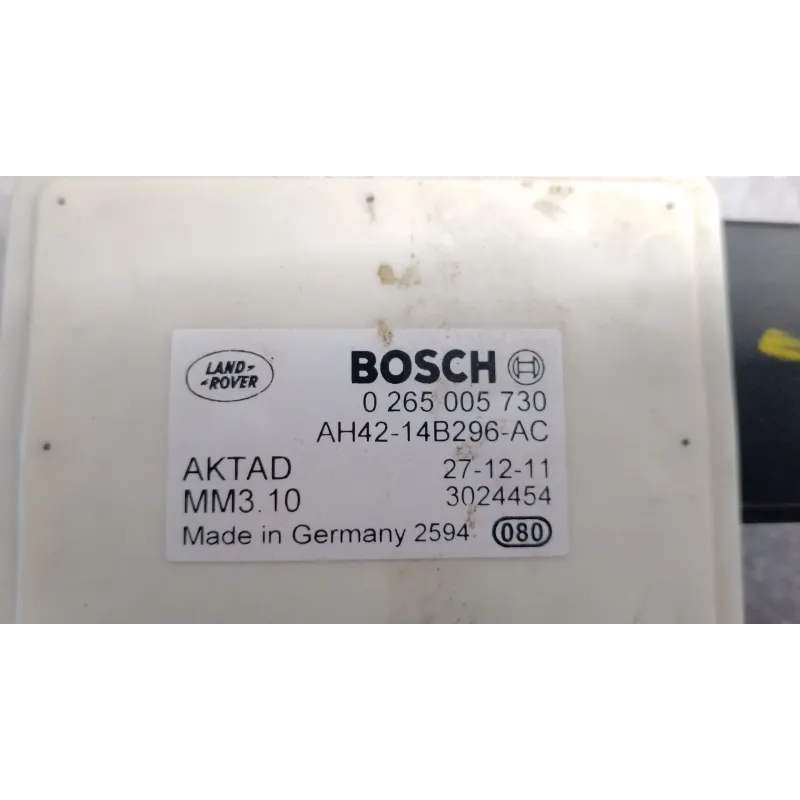 LAND-
-ROVER
BOSCH
0 265 005 730
AH42-14B296-AC
AKTAD 27-12-11
MM3.10 3024454
Made in Germany 2594 080